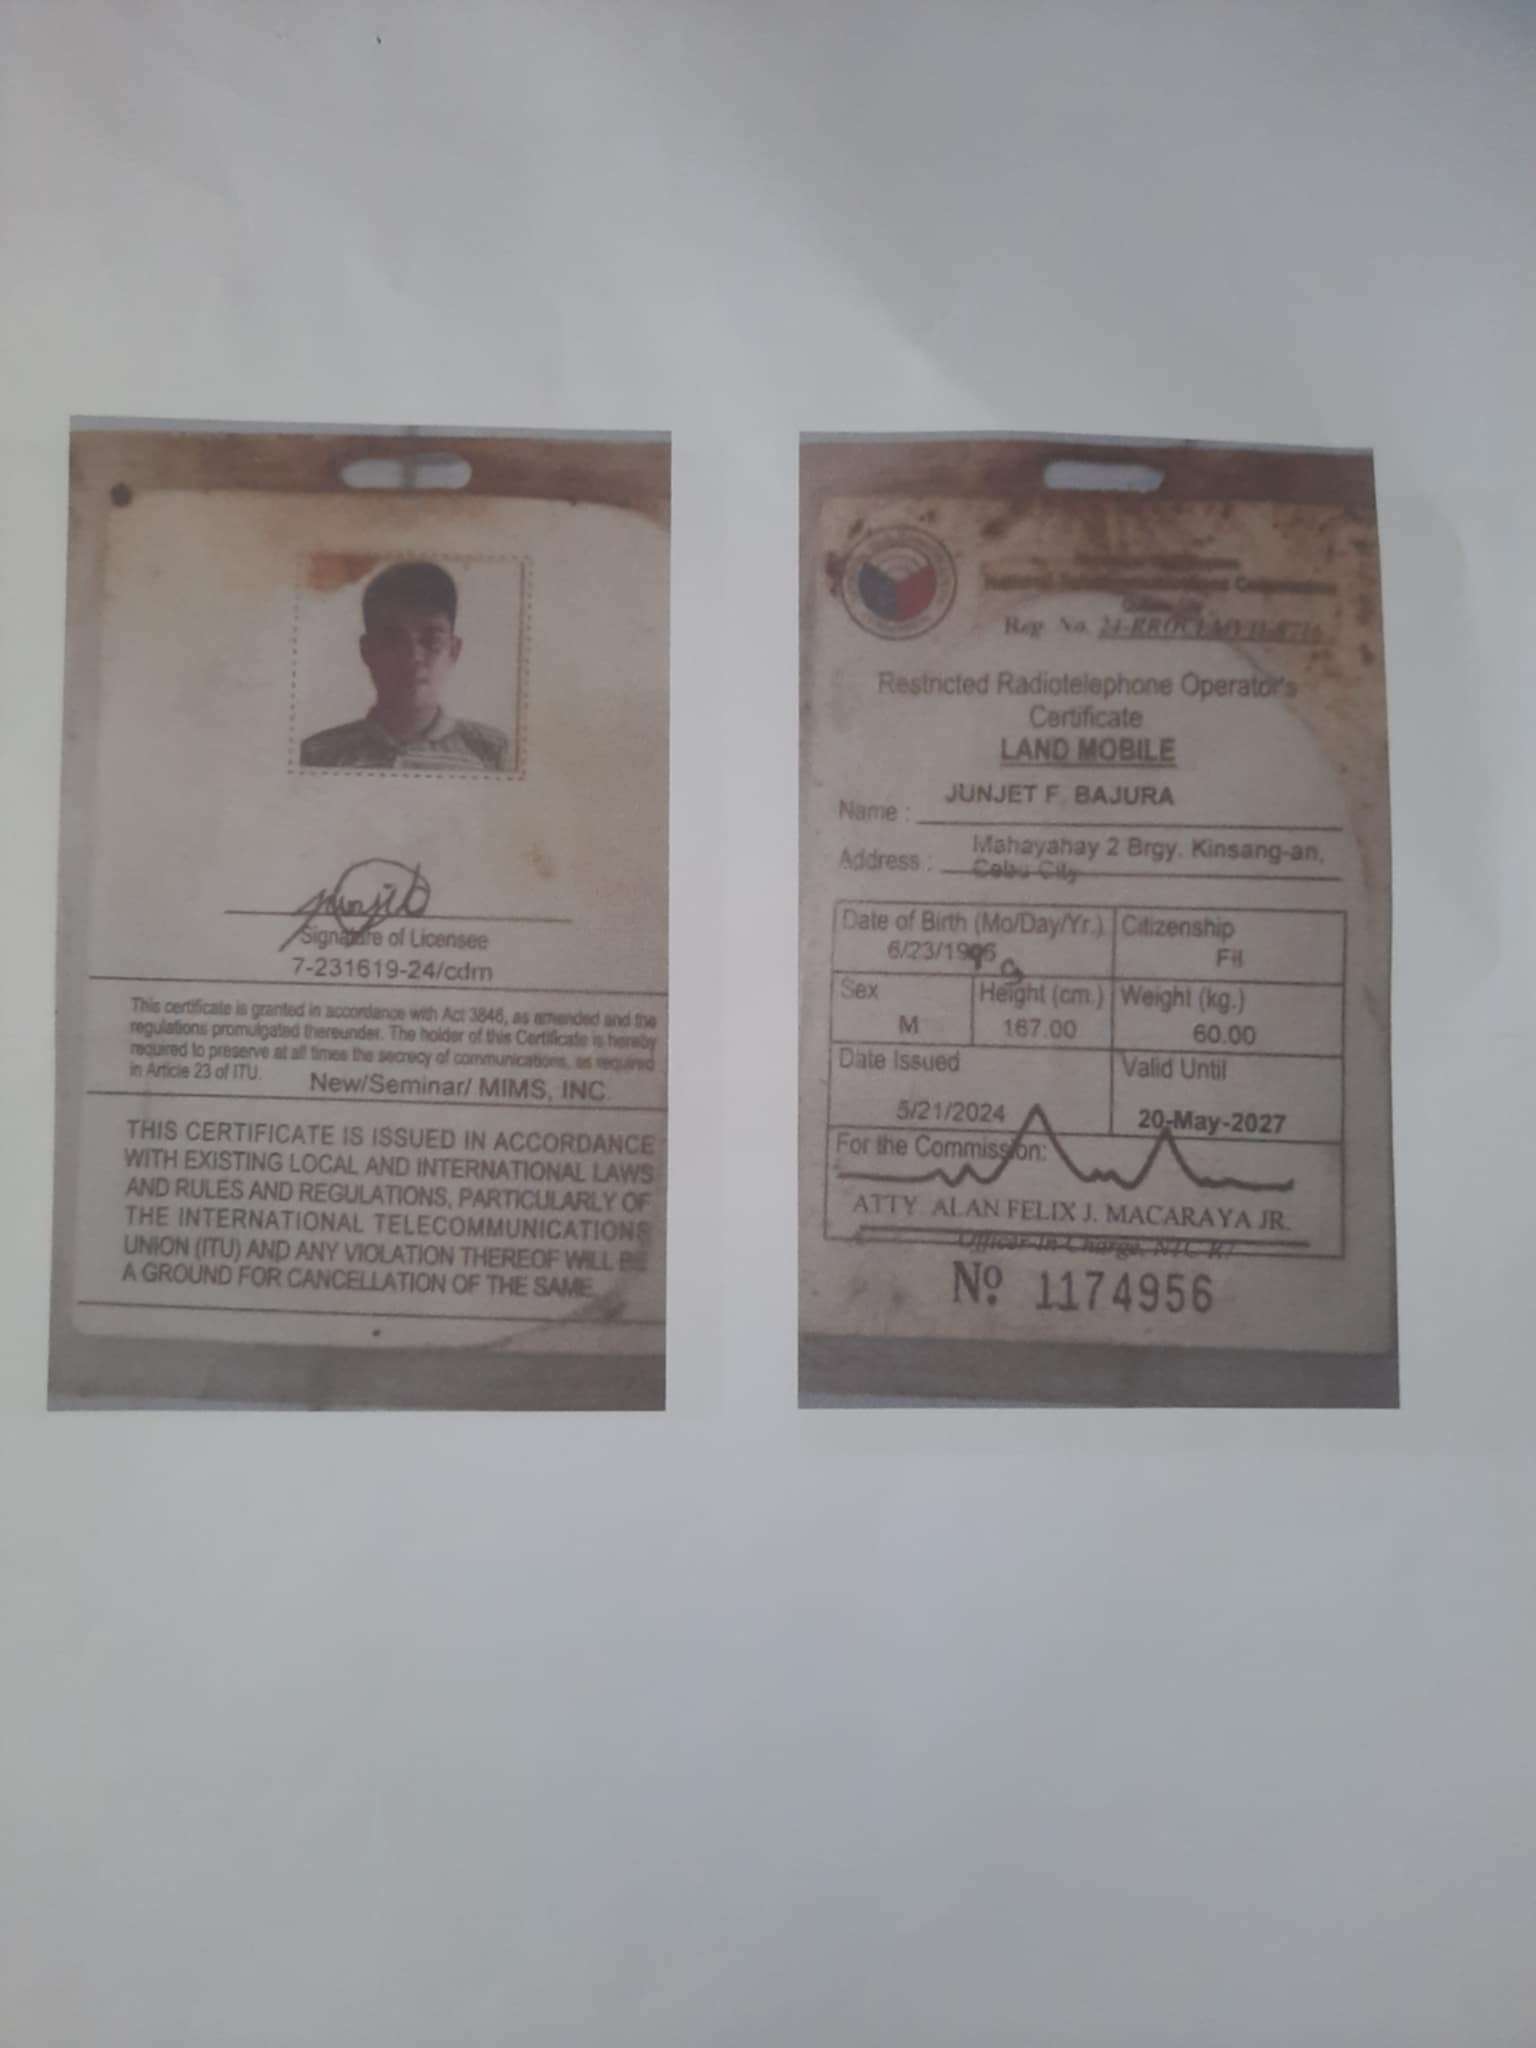 Signature of Licensee
7-231619-24/cdm
This certificate is granted in accordance with Act 3846, as amended and the
regulations promulgated thereunder. The holder of this Certificate is hereby
required to preserve at all times the secrecy of communications, as required
in Article 23 of ITU.
New/Seminar/ MIMS, INC.
THIS CERTIFICATE IS ISSUED IN ACCORDANCE
WITH EXISTING LOCAL AND INTERNATIONAL LAWS
AND RULES AND REGULATIONS, PARTICULARLY OF
THE INTERNATIONAL TELECOMMUNICATIONS
UNION (ITU) AND ANY VIOLATION THEREOF WILL BE
A GROUND FOR CANCELLATION OF THE SAME.
National Telecommunications Commission
Reg. No.
Restricted Radiotelephone Operator's
Certificate
LAND MOBILE
Name : JUNJET F. BAJURA
Address : Mahayahay 2 Brgy. Kinsang-an,
Cebu City
Date of Birth (Mo/Day/Yr.) Citizenship
6/23/19 Fil
Sex Height (cm.) Weight (kg.)
M 167.00 60.00
Date Issued Valid Until
5/21/2024 20-May-2027
For the Commission:
ATTY ALAN FELIX J. MACARAYA JR.
Officer-In-Charge, NTC-R7
Nº 1174956